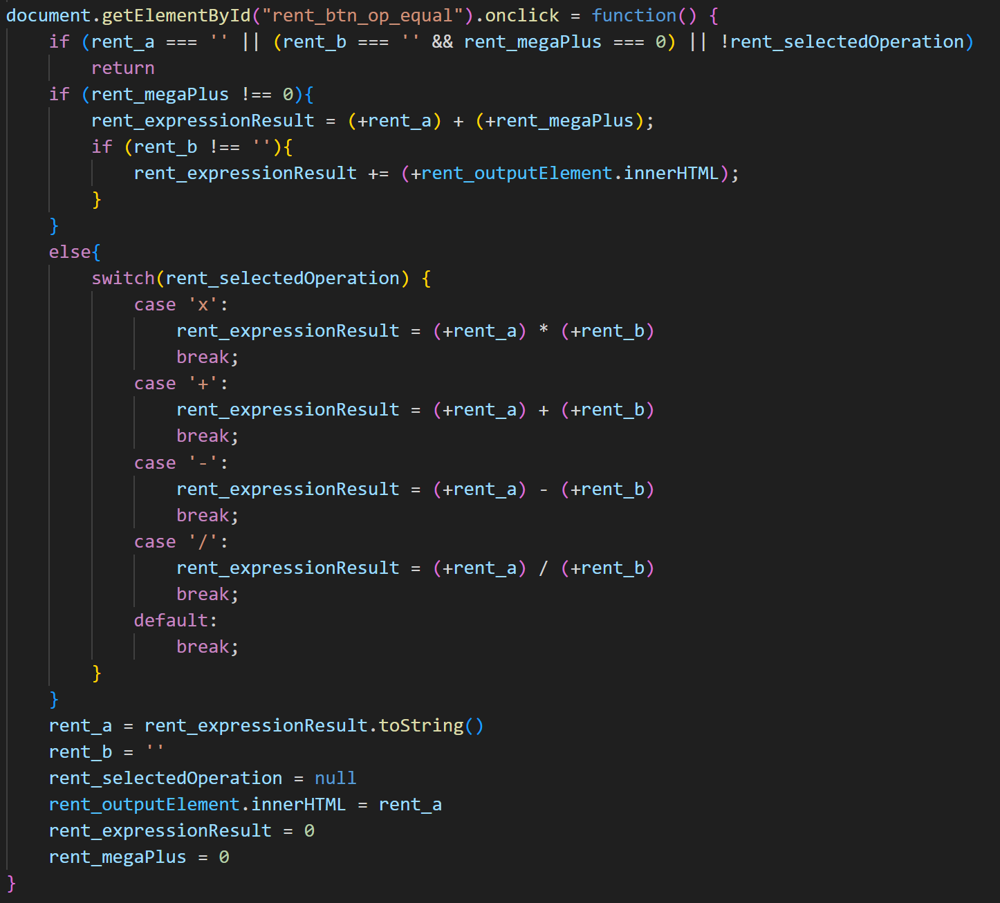 document.getElementById("rent_btn_op_equal").onclick = function() {
    if (rent_a === '' || (rent_b === '' && rent_megaPlus === 0) || !rent_selectedOperation)
        return
    if (rent_megaPlus !== 0){
        rent_expressionResult = (+rent_a) + (+rent_megaPlus);
        if (rent_b !== ''){
            rent_expressionResult += (+rent_outputElement.innerHTML);
        }
    }
    else{
        switch(rent_selectedOperation) {
            case 'x':
                rent_expressionResult = (+rent_a) * (+rent_b)
                break;
            case '+':
                rent_expressionResult = (+rent_a) + (+rent_b)
                break;
            case '-':
                rent_expressionResult = (+rent_a) - (+rent_b)
                break;
            case '/':
                rent_expressionResult = (+rent_a) / (+rent_b)
                break;
            default:
                break;
        }
    }
    rent_a = rent_expressionResult.toString()
    rent_b = ''
    rent_selectedOperation = null
    rent_outputElement.innerHTML = rent_a
    rent_expressionResult = 0
    rent_megaPlus = 0
}